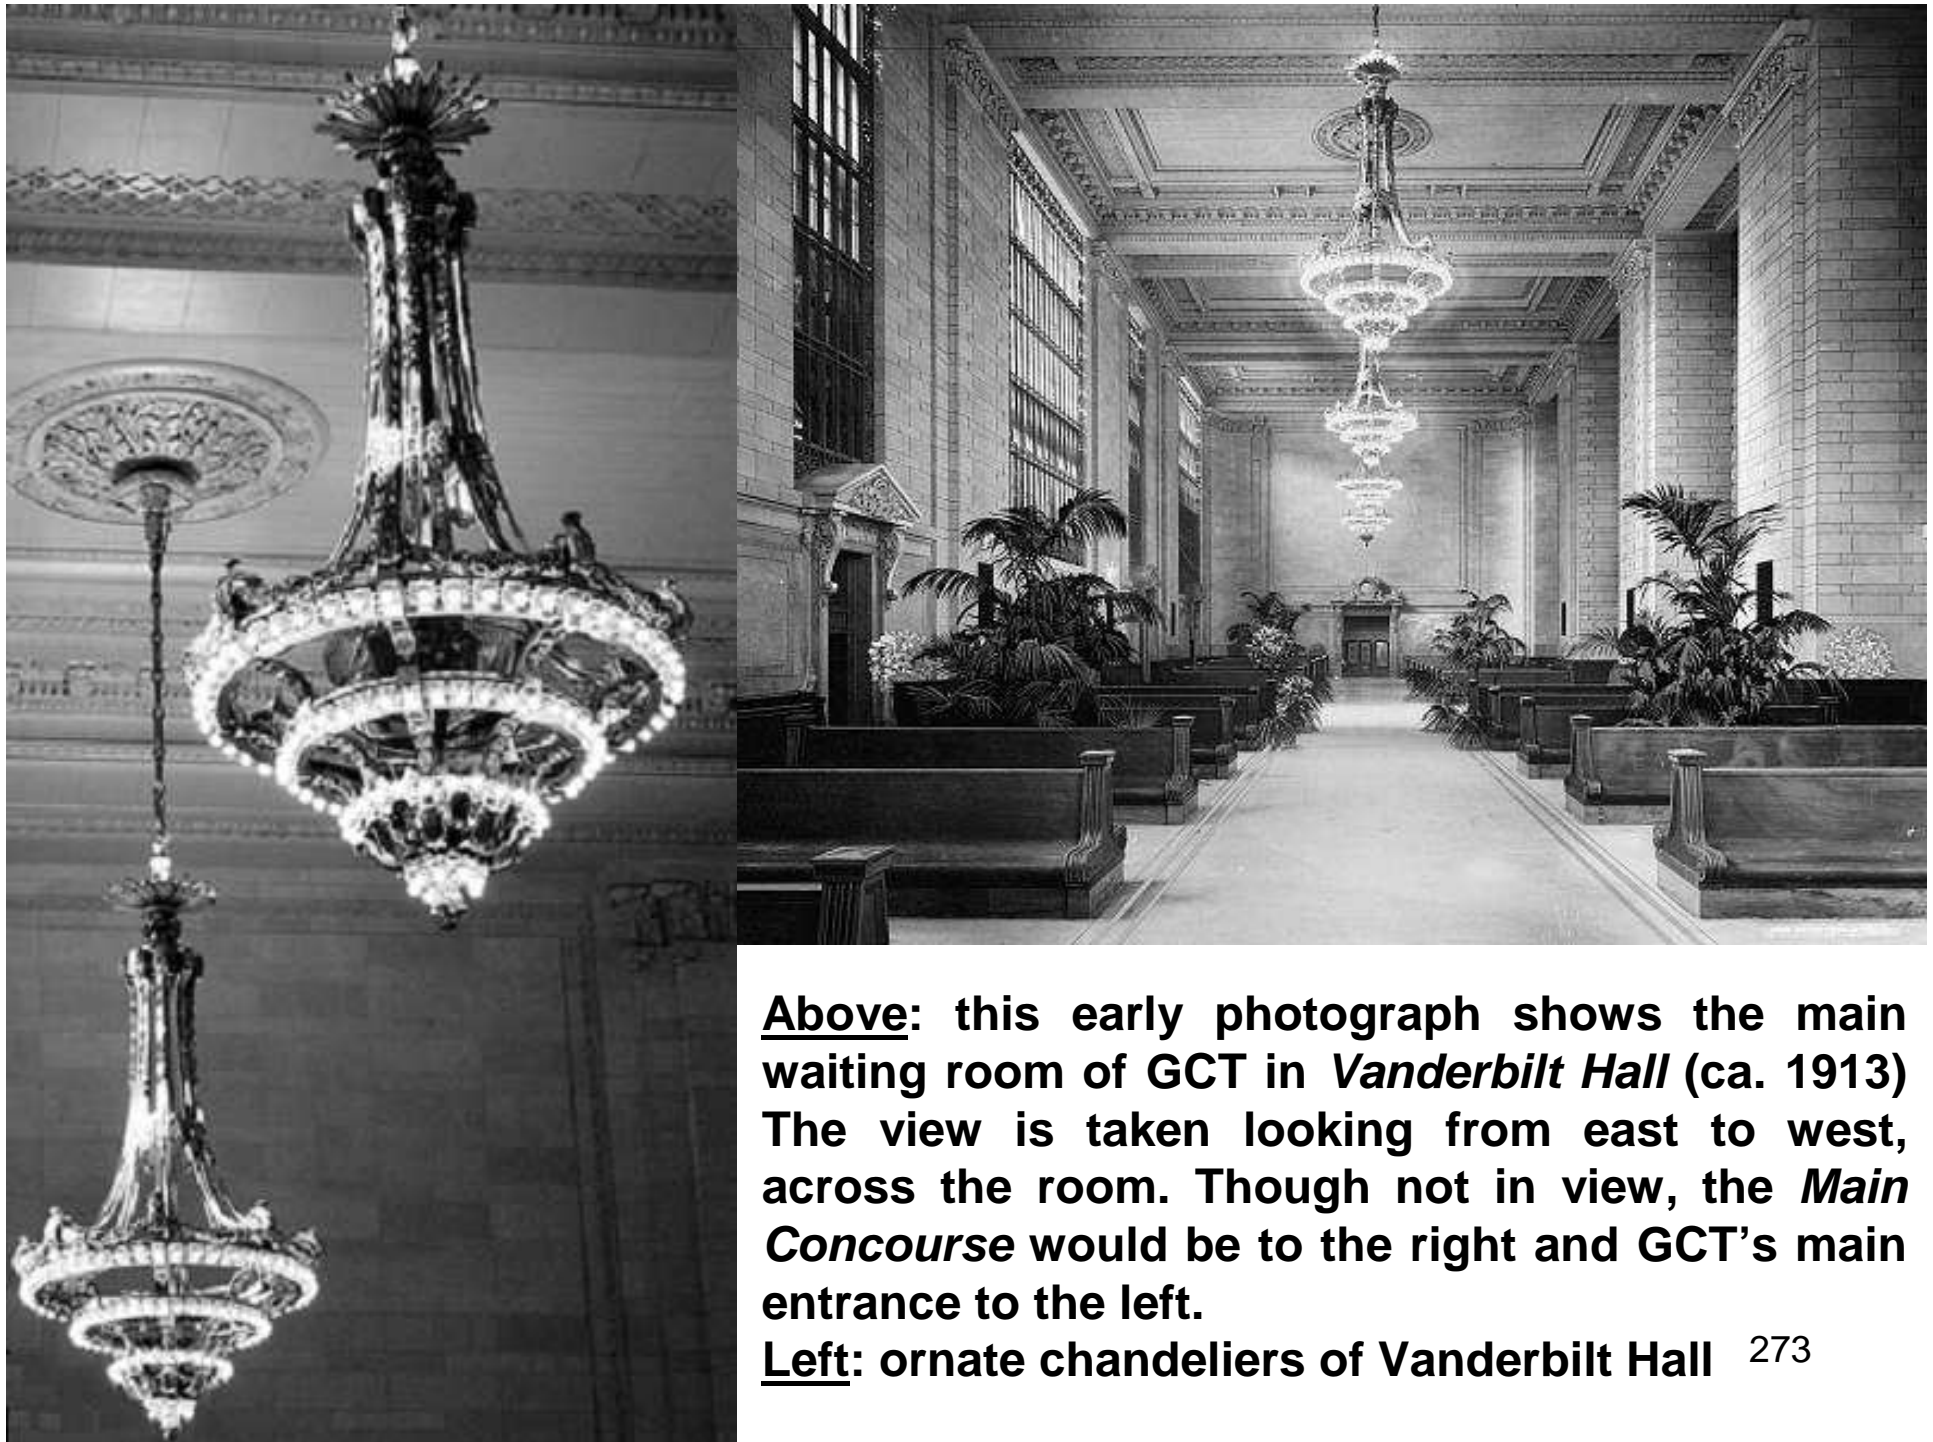 Above: this early photograph shows the main
waiting room of GCT in Vanderbilt Hall (ca. 1913)
The view is taken looking from east to west,
across the room. Though not in view, the Main
Concourse would be to the right and GCT’s main
entrance to the left.
Left: ornate chandeliers of Vanderbilt Hall 273